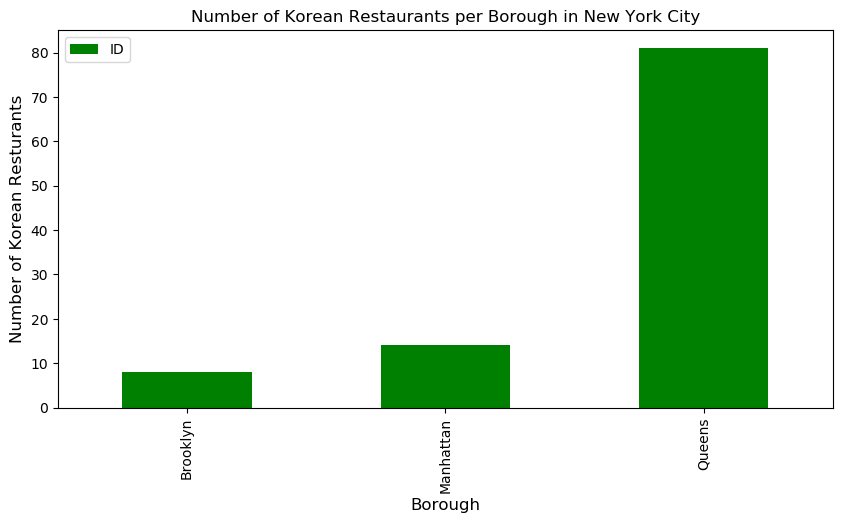 Number of Korean Restaurants per Borough in New York City
ID
Number of Korean Resturants
80
70
60
50
40
30
20
10
0
Brooklyn
Manhattan
Queens
Borough